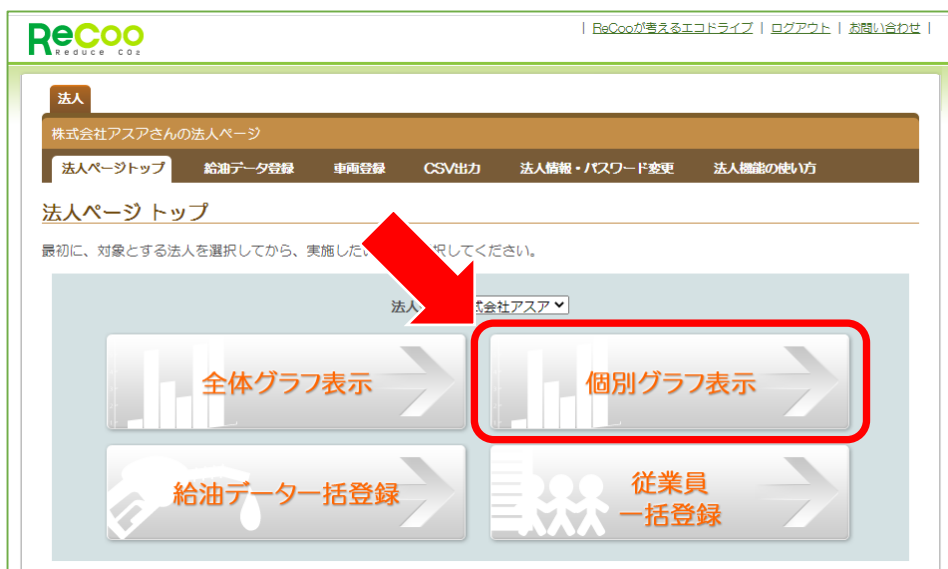 ReCoo
Reduce CO2
| ReCooが考えるエコドライブ | ログアウト | お問い合わせ |
法人
株式会社アスアさんの法人ページ
法人ページトップ 給油データ登録 車両登録 CSV出力 法人情報・パスワード変更 法人機能の使い方
法人ページ トップ
最初に、対象とする法人を選択してから、実施した 択してください。
法人 式会社アスア
全体グラフ表示
個別グラフ表示
給油データ一括登録
従業員
一括登録